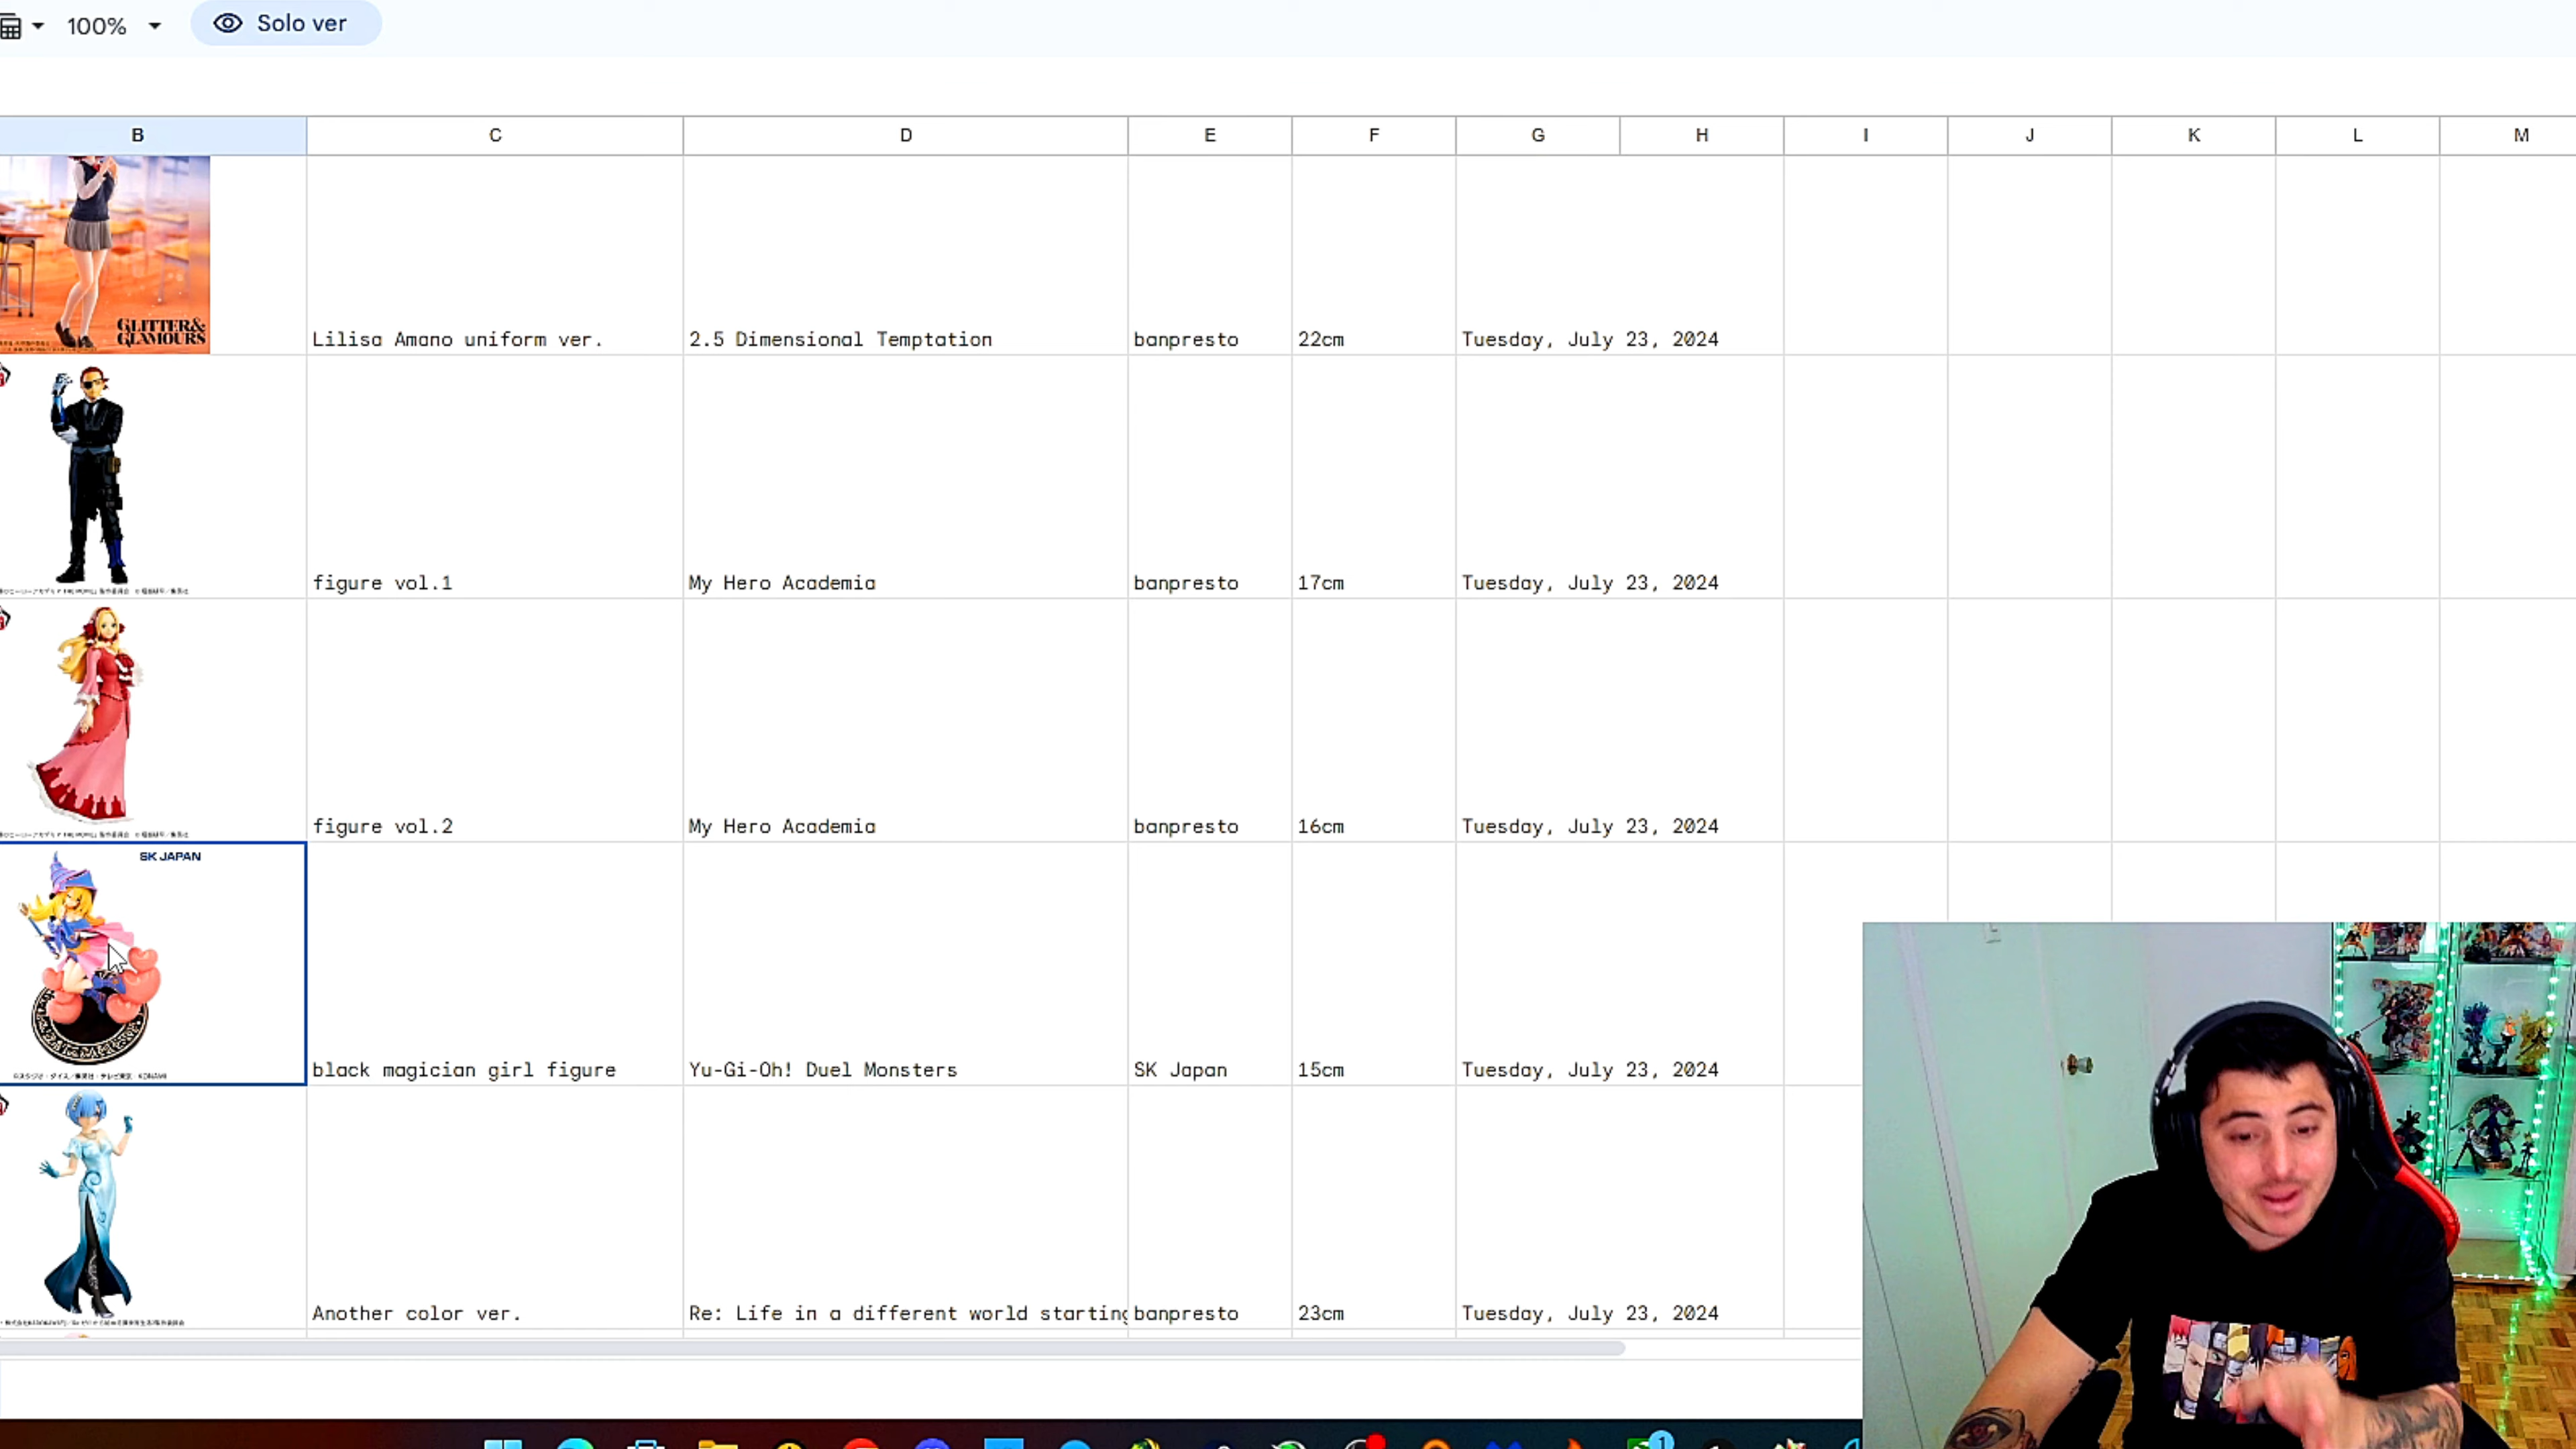 100%
Solo ver
B C D E F G H I J K L M
GLITTER&
GLAMOURS
Lilisa Amano uniform ver. 2.5 Dimensional Temptation banpresto 22cm Tuesday, July 23, 2024
figure vol.1 My Hero Academia banpresto 17cm Tuesday, July 23, 2024
figure vol.2 My Hero Academia banpresto 16cm Tuesday, July 23, 2024
SK JAPAN
black magician girl figure Yu-Gi-Oh! Duel Monsters SK Japan 15cm Tuesday, July 23, 2024
Another color ver. Re: Life in a different world starting banpresto 23cm Tuesday, July 23, 2024
1